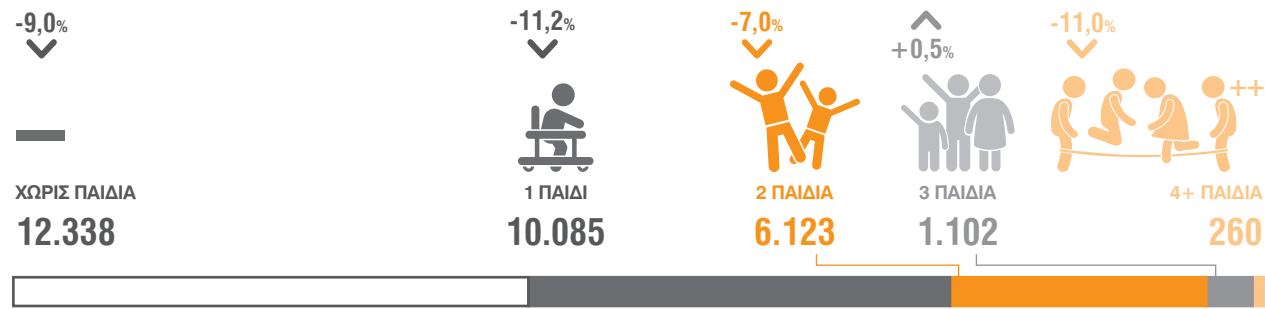 -9,0%
-11,2%
-7,0%
+0,5%
-11,0%
++
ΧΩΡΙΣ ΠΑΙΔΙΑ
1 ΠΑΙΔΙ
2 ΠΑΙΔΙΑ
3 ΠΑΙΔΙΑ
4+ ΠΑΙΔΙΑ
12.338
10.085
6.123
1.102
260